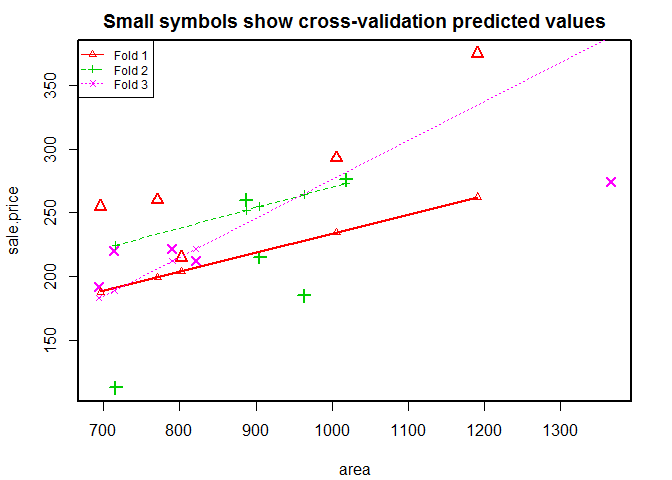 Small symbols show cross-validation predicted values
Fold 1
Fold 2
Fold 3
sale.price
350
300
250
200
150
700 800 900 1000 1100 1200 1300
area